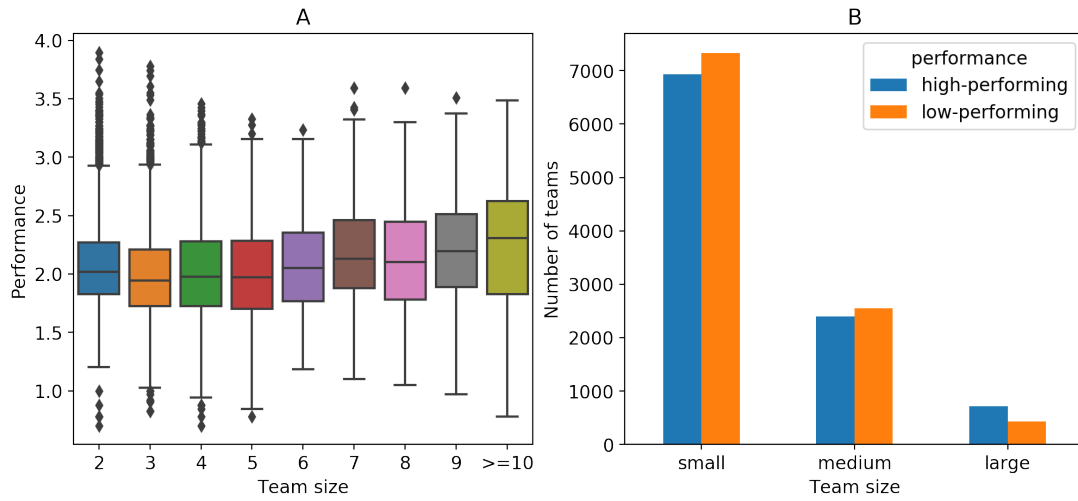 A
Performance
4.0
3.5
3.0
2.5
2.0
1.5
1.0
2 3 4 5 6 7 8 9 >=10
Team size
B
Number of teams
7000
6000
5000
4000
3000
2000
1000
0
performance
high-performing
low-performing
small medium large
Team size